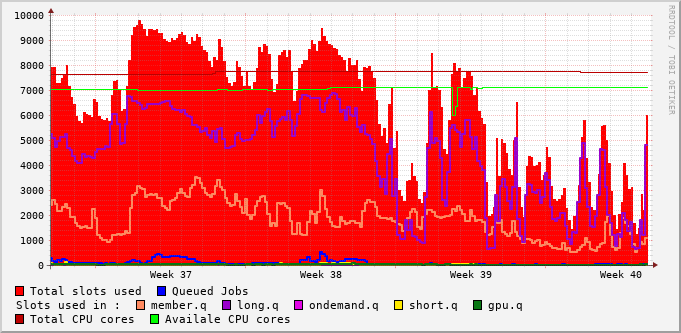 RRDTOOL / TOBI OETIKER
10000
9000
8000
7000
6000
5000
4000
3000
2000
1000
0
Week 37 Week 38 Week 39 Week 40
Total slots used Queued Jobs
Slots used in : member.q long.q ondemand.q short.q gpu.q
Total CPU cores Availale CPU cores